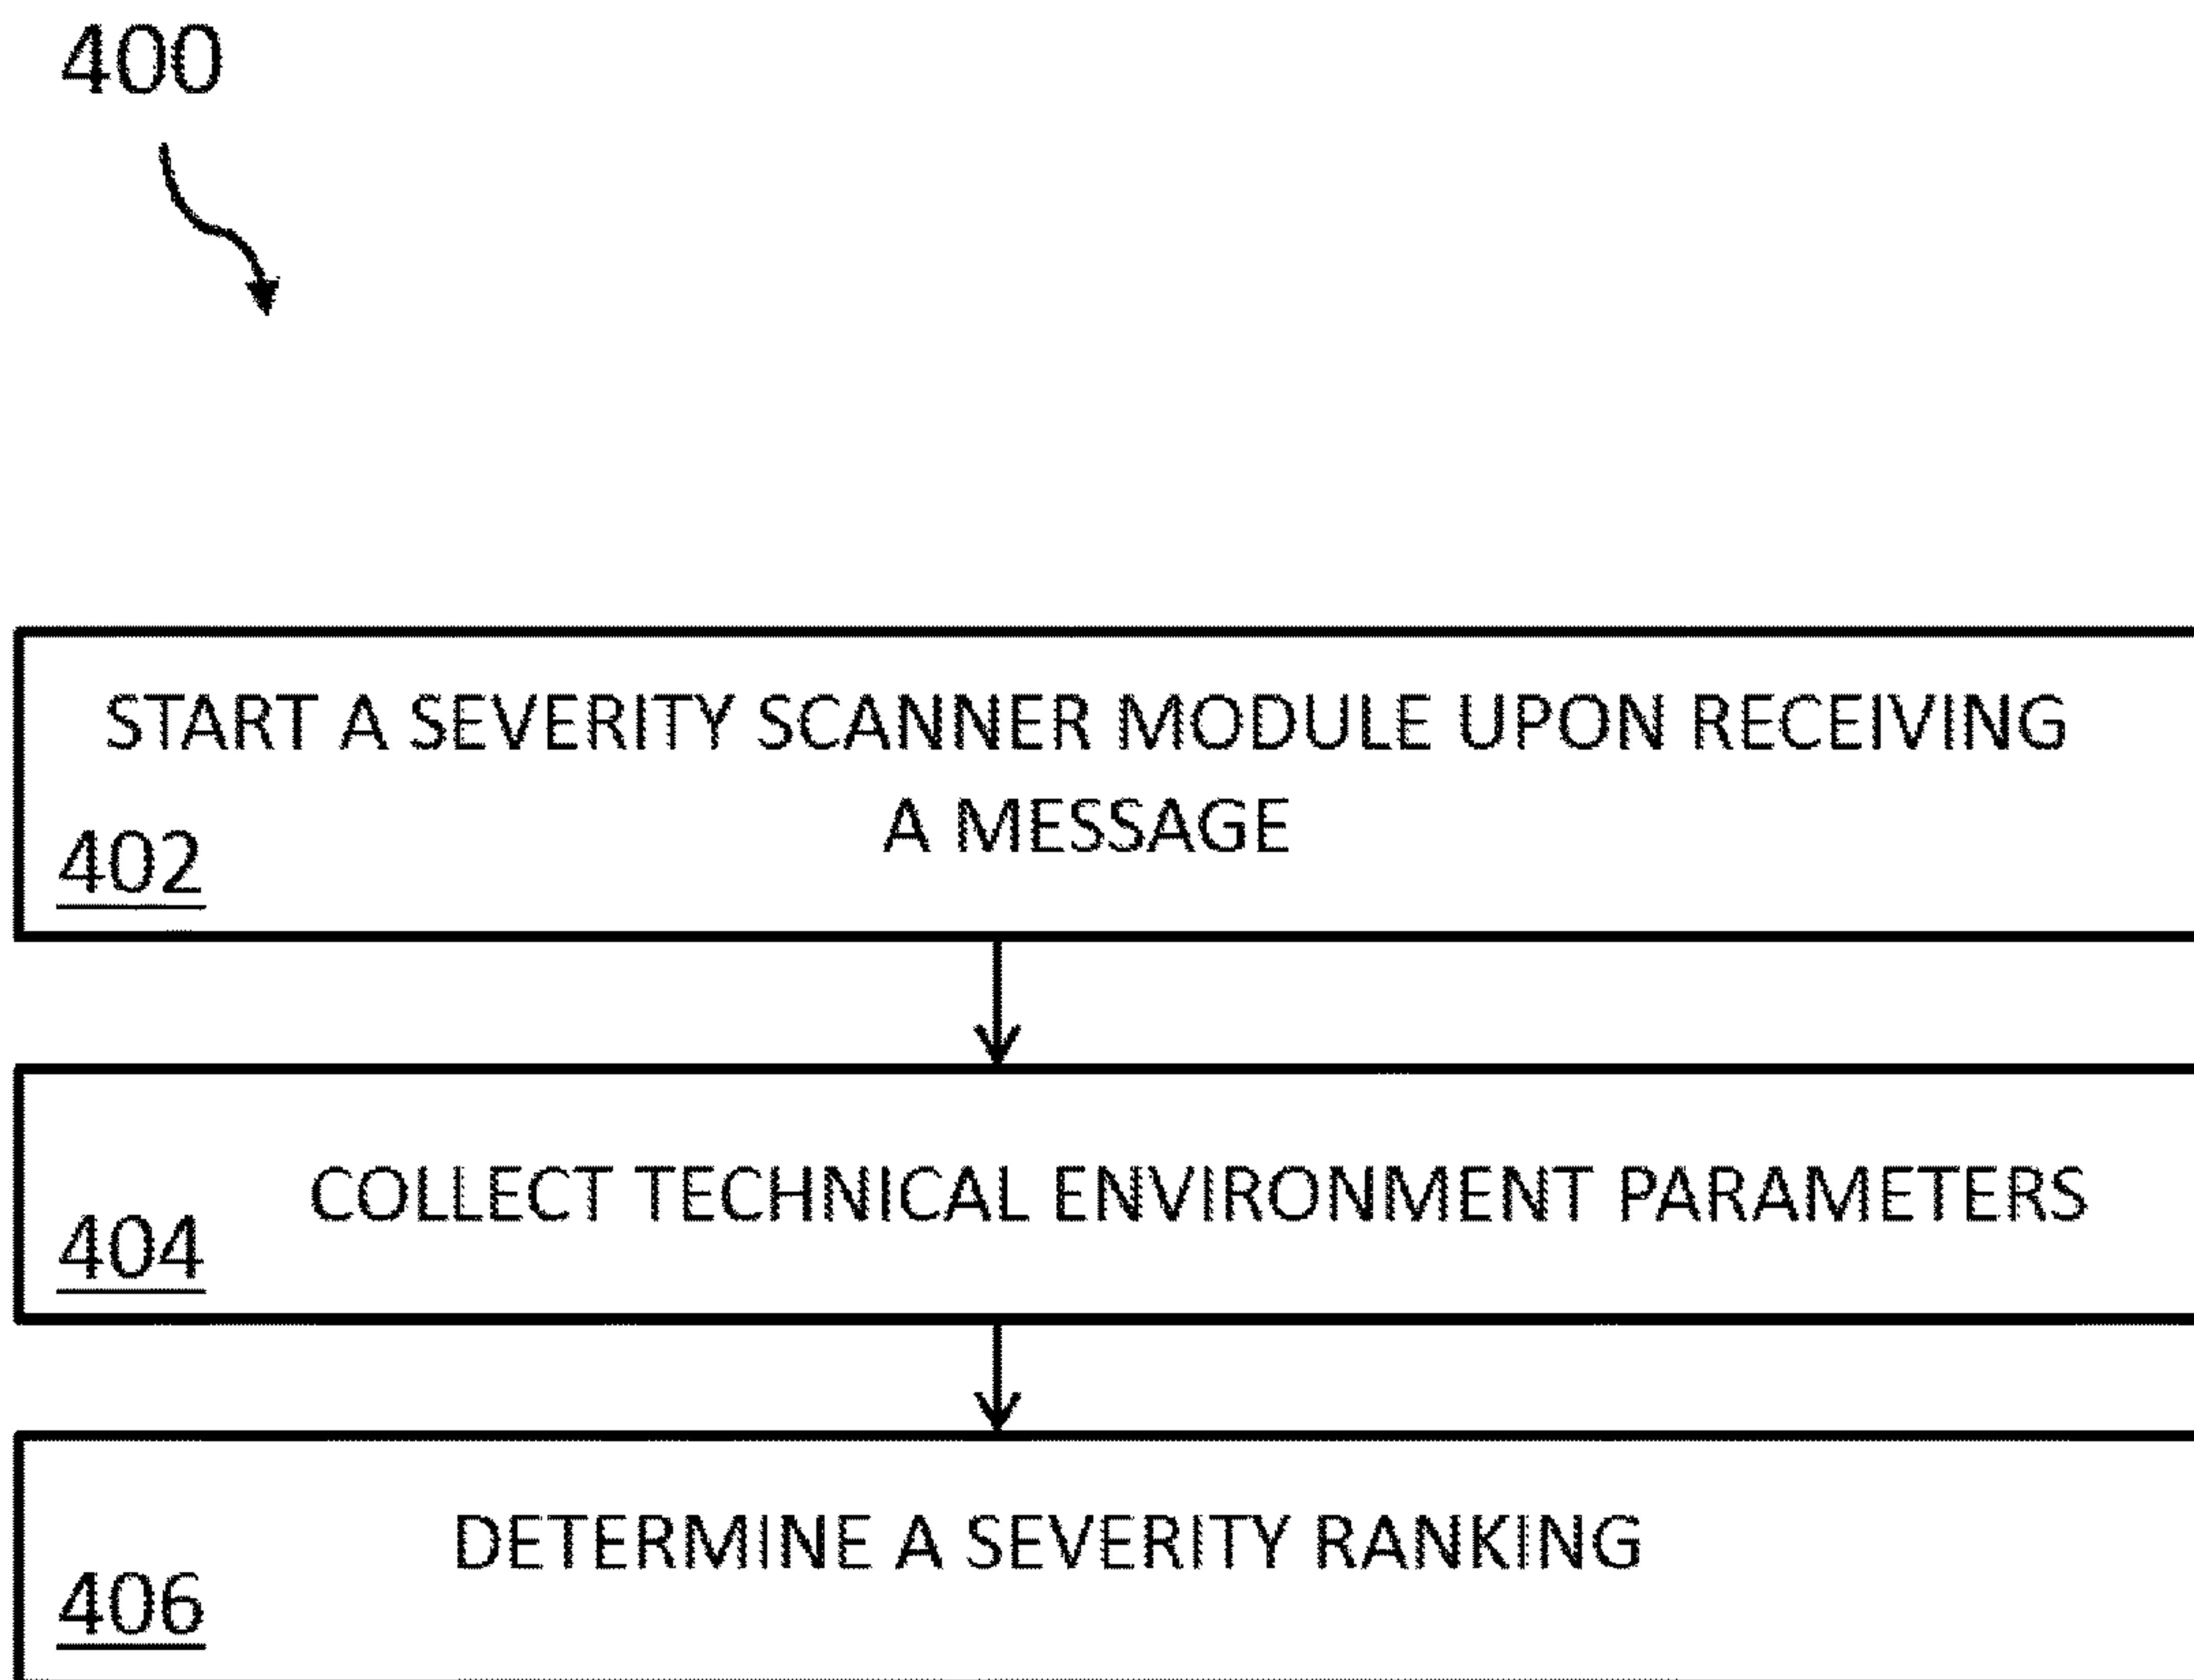 400
START A SEVERITY SCANNER MODULE UPON RECEIVING
A MESSAGE
402
COLLECT TECHNICAL ENVIRONMENT PARAMETERS
404
DETERMINE A SEVERITY RANKING
406